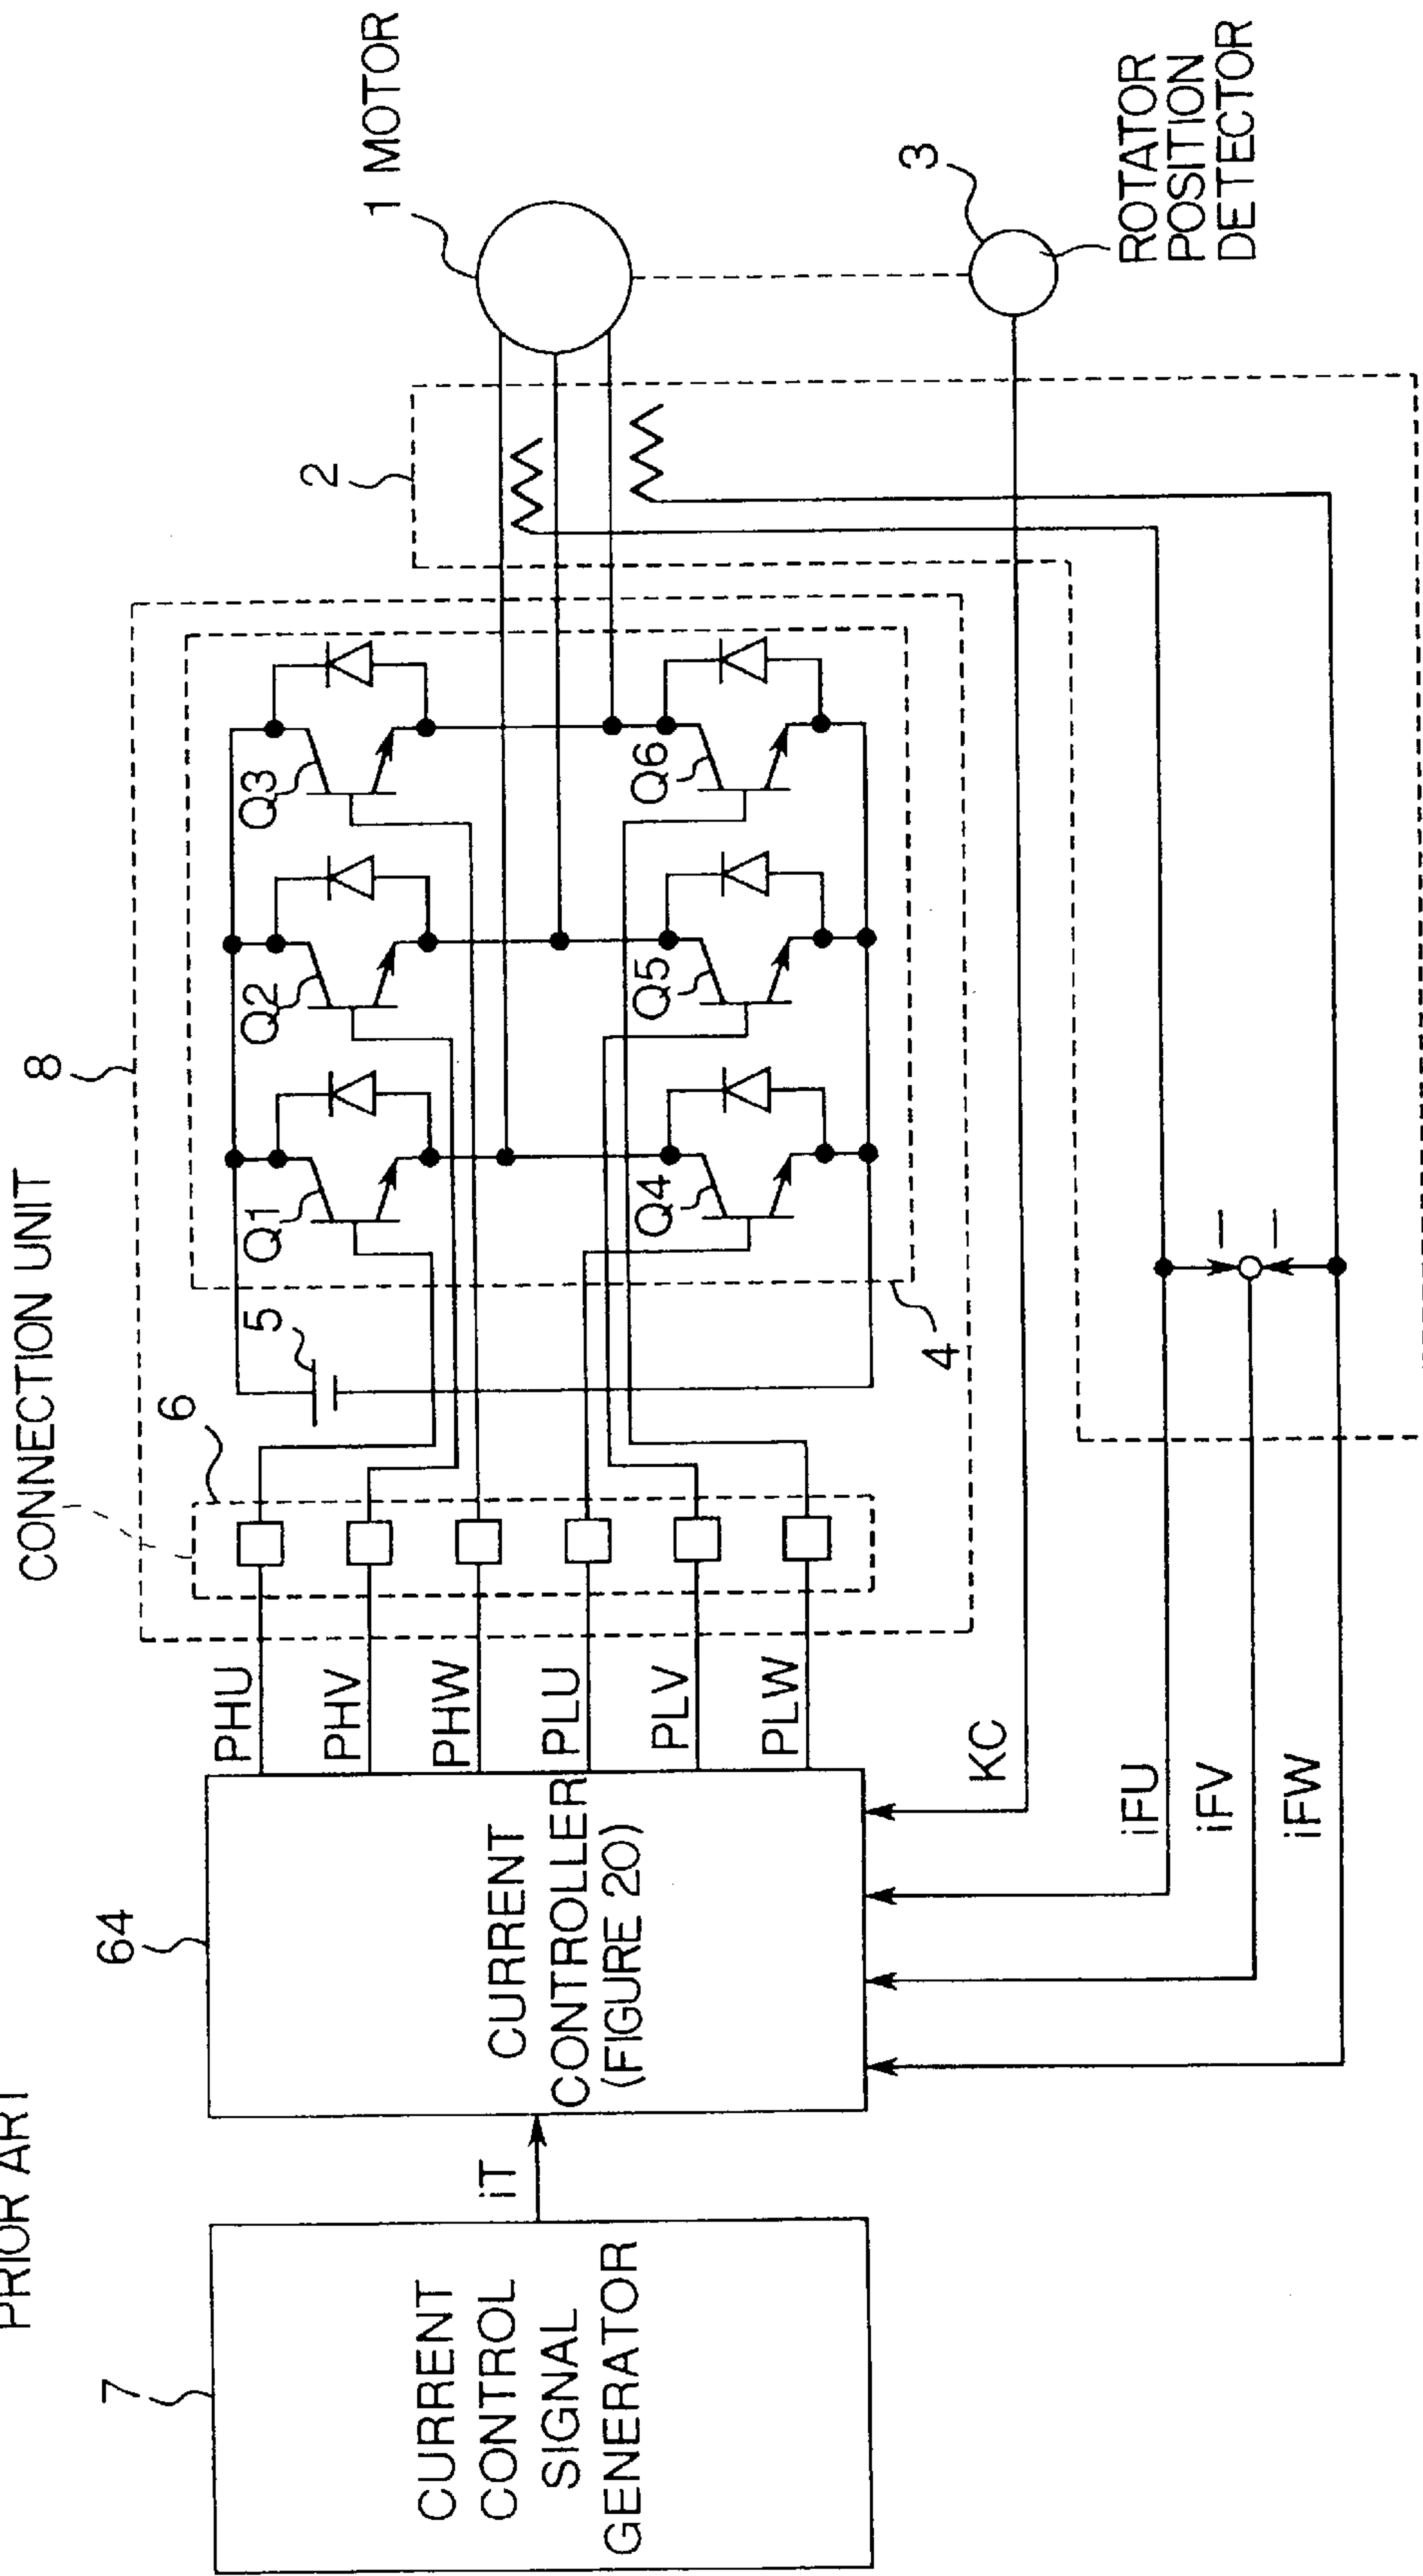 PRIOR ART
CONNECTION UNIT
8
6
5
4
Q1
Q2
Q3
Q4
Q5
Q6
2
1 MOTOR
3
ROTATOR
POSITION
DETECTOR
64
CURRENT
CONTROLLER
(FIGURE 20)
PHU
PHV
PHW
PLU
PLV
PLW
KC
iFU
iFV
iFW
iT
7
CURRENT
CONTROL
SIGNAL
GENERATOR